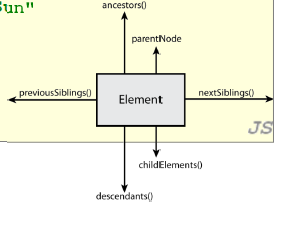 Sun"
ancestors()
parentNode
previousSiblings()
Element
nextSiblings()
JS
childElements()
descendants()